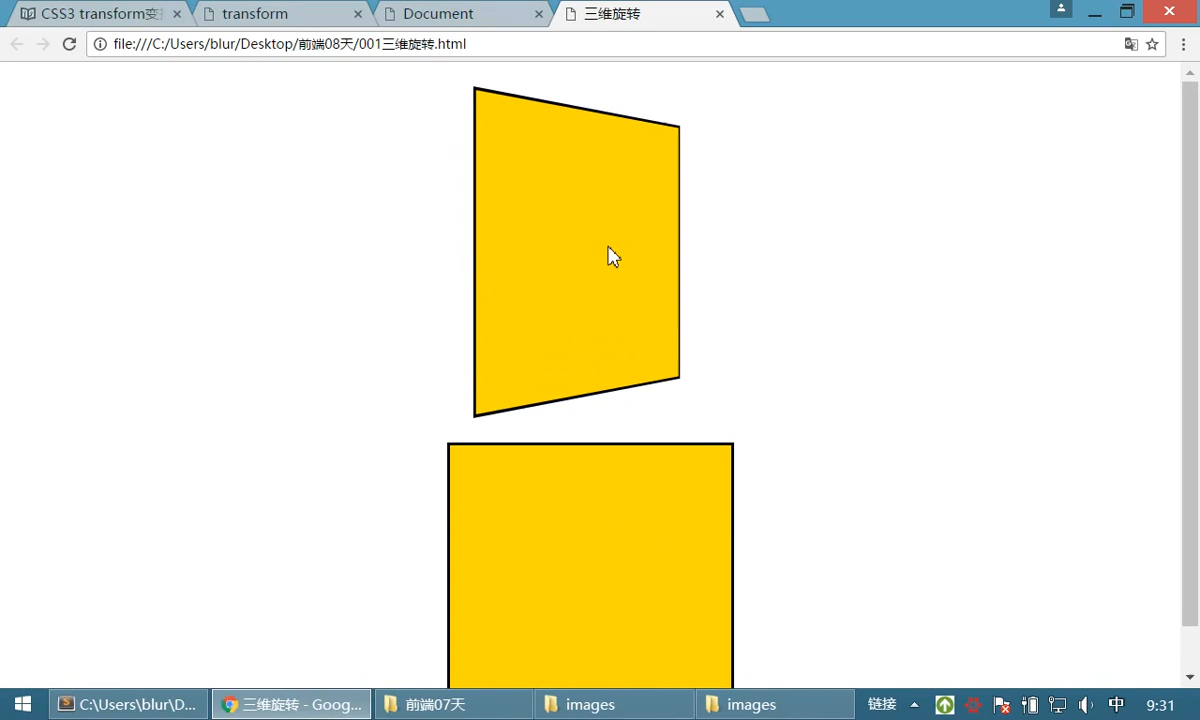 CSS3 transform变
transform
Document
三维旋转
file:///C:/Users/blur/Desktop/前端08天/001三维旋转.html
C:\Users\blur\D...
三维旋转 - Goog...
前端07天
images
images
链接
中
9:31